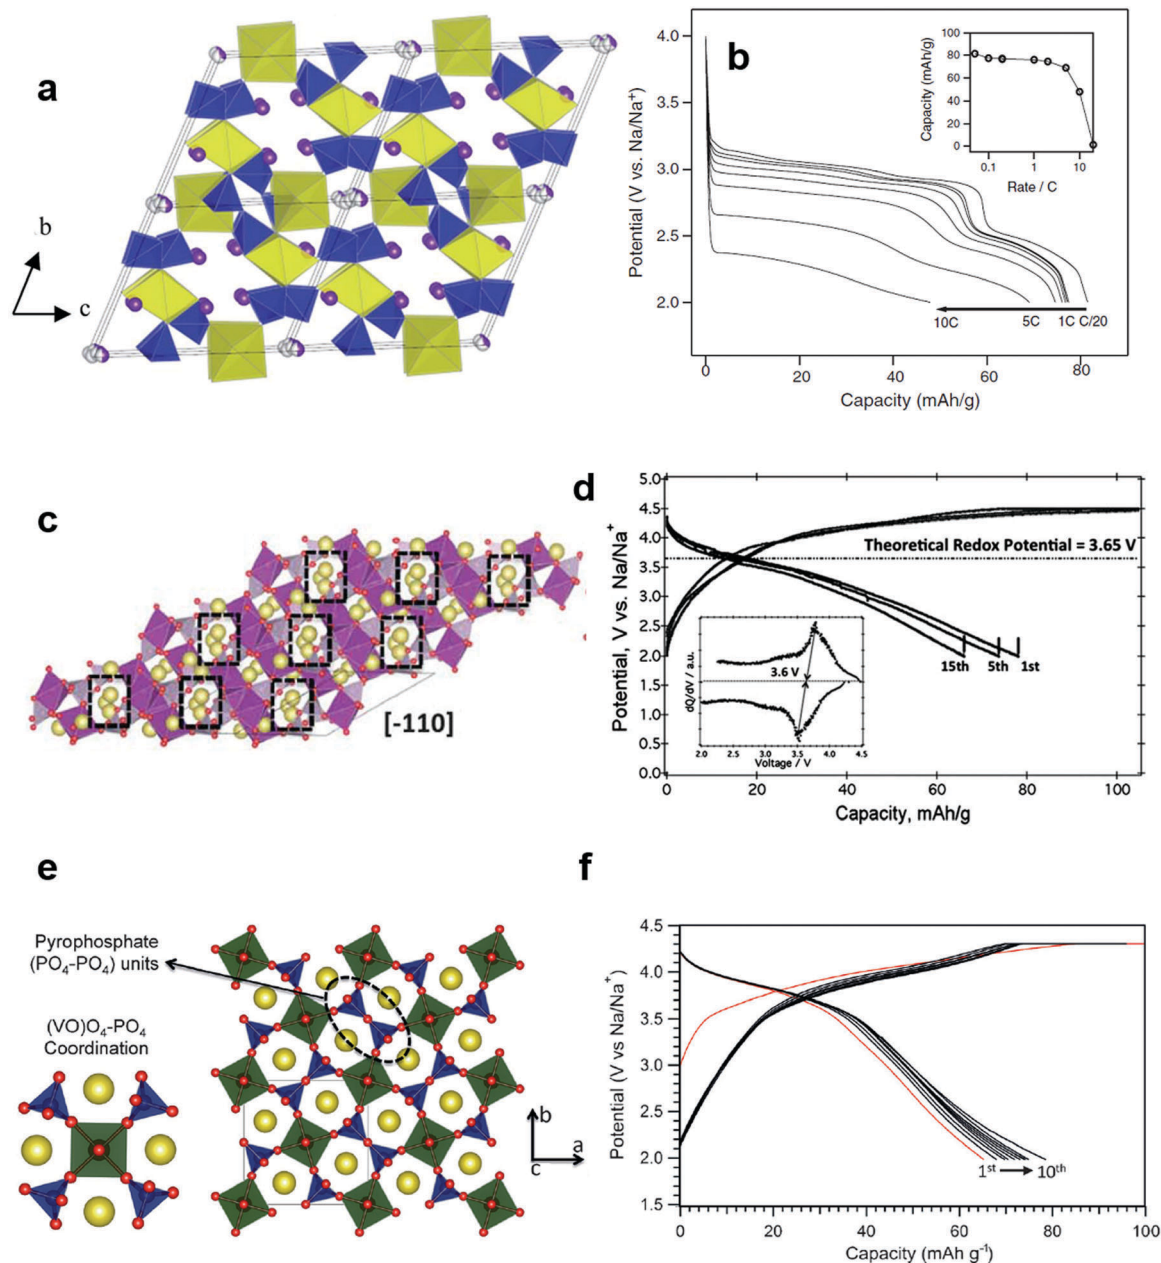 a
b
c
b
4.0
3.0
2.5
2.0
Potential (V vs. Na/Na⁺)
0
20
40
60
80
Capacity (mAh/g)
10C
5C
1C C/20
100
80
60
40
20
0
Capacity (mAh/g)
0.1
1
10
Rate / C
c
[-110]
d
5.0
4.5
4.0
3.5
3.0
2.5
2.0
1.5
1.0
0.5
0.0
Potential, V vs. Na/Na⁺
Theoretical Redox Potential = 3.65 V
15th
5th
1st
dQ/dV / a.u.
3.6 V
2.0
2.5
3.0
3.5
4.0
4.5
Voltage / V
0
20
40
60
80
100
Capacity, mAh/g
e
Pyrophosphate
(PO₄-PO₄) units
(VO)O₄-PO₄
Coordination
b
a
c
f
4.5
4.0
3.5
3.0
2.5
2.0
1.5
Potential (V vs Na/Na⁺)
1ˢᵗ
10ᵗʰ
0
20
40
60
80
100
Capacity (mAh g⁻¹)